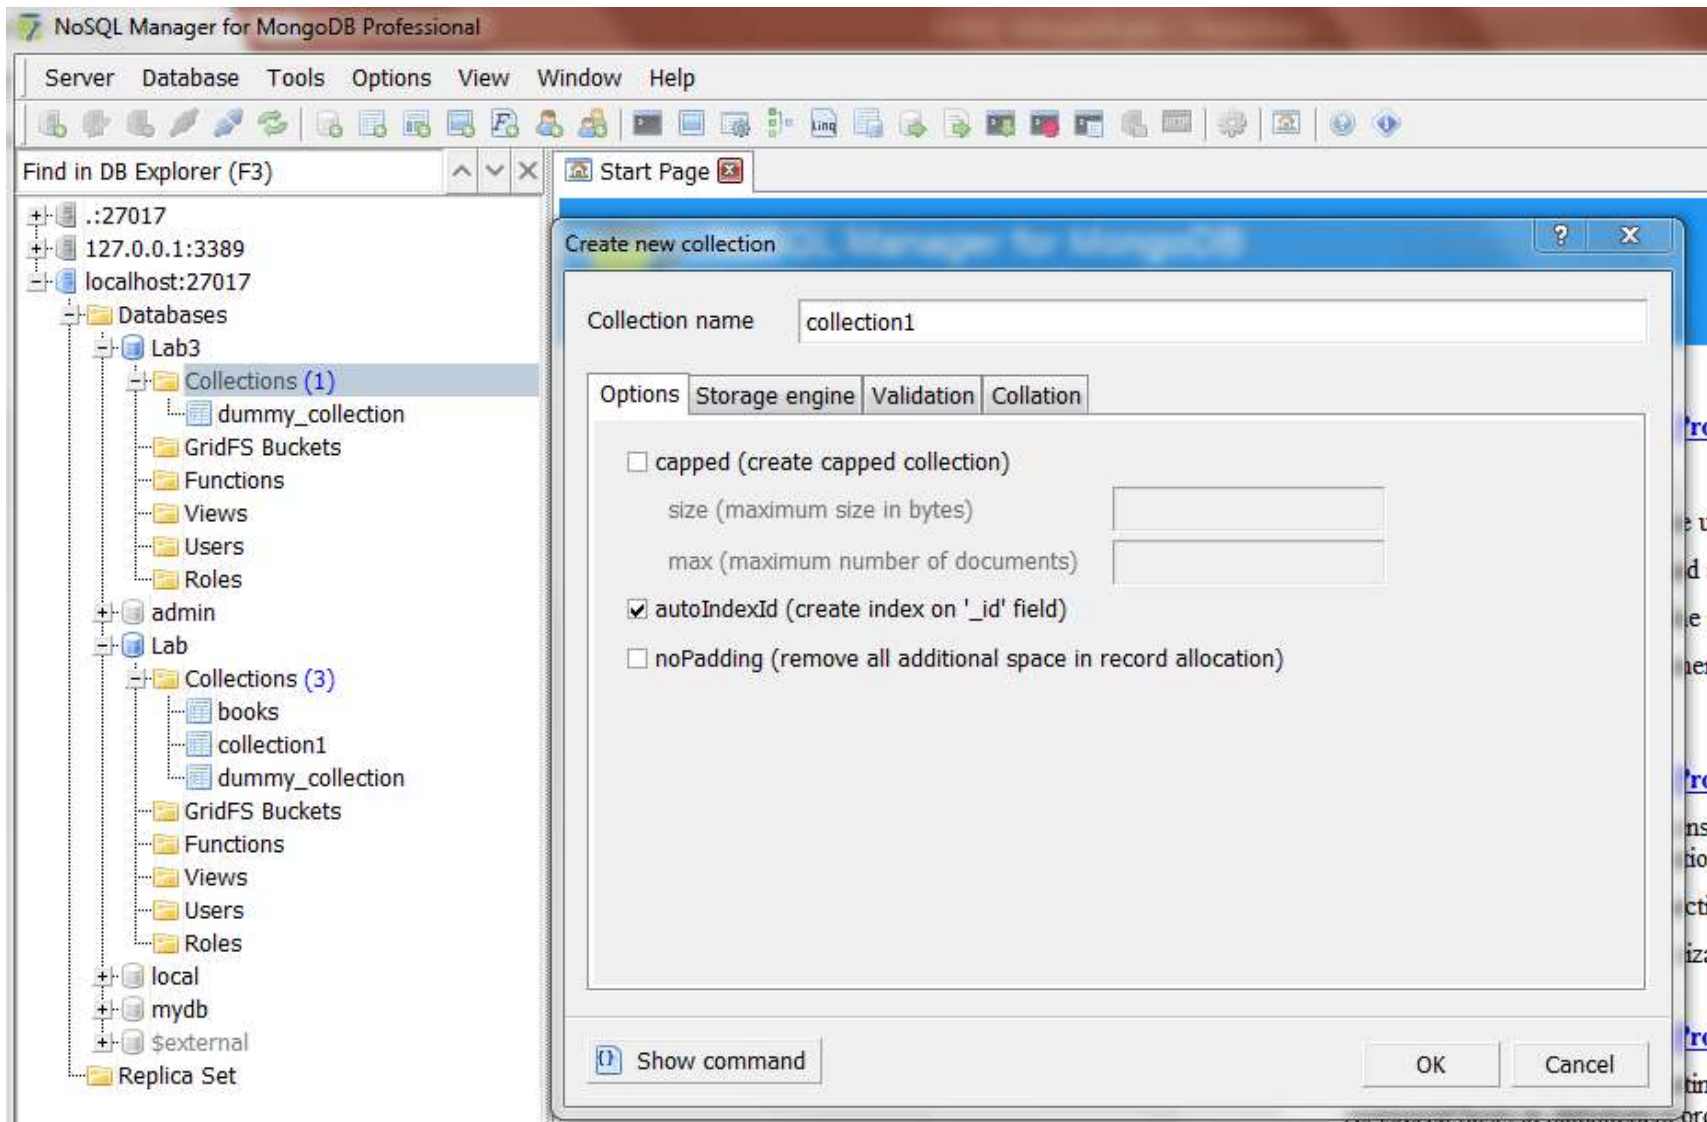 NoSQL Manager for MongoDB Professional
Server Database Tools Options View Window Help
Linq
Find in DB Explorer (F3)
Start Page
.:27017
127.0.0.1:3389
localhost:27017
Databases
Lab3
Collections (1)
dummy_collection
GridFS Buckets
Functions
Views
Users
Roles
admin
Lab
Collections (3)
books
collection1
dummy_collection
GridFS Buckets
Functions
Views
Users
Roles
local
mydb
$external
Replica Set
Create new collection
Collection name collection1
Options Storage engine Validation Collation
capped (create capped collection)
size (maximum size in bytes)
max (maximum number of documents)
autoIndexId (create index on '_id' field)
noPadding (remove all additional space in record allocation)
Show command OK Cancel